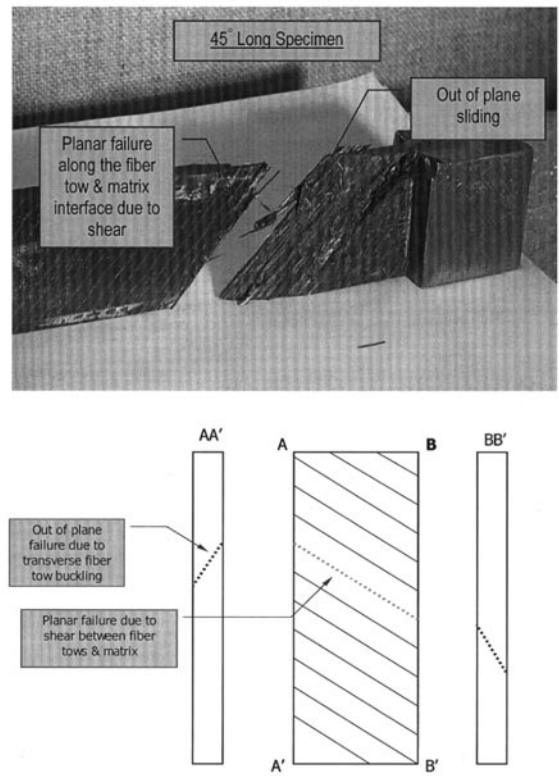 45° Long Specimen
Out of plane
sliding
Planar failure
along the fiber
tow & matrix
interface due to
shear
AA'
A
B
BB'
Out of plane
failure due to
transverse fiber
tow buckling
Planar failure due to
shear between fiber
tows & matrix
A'
B'